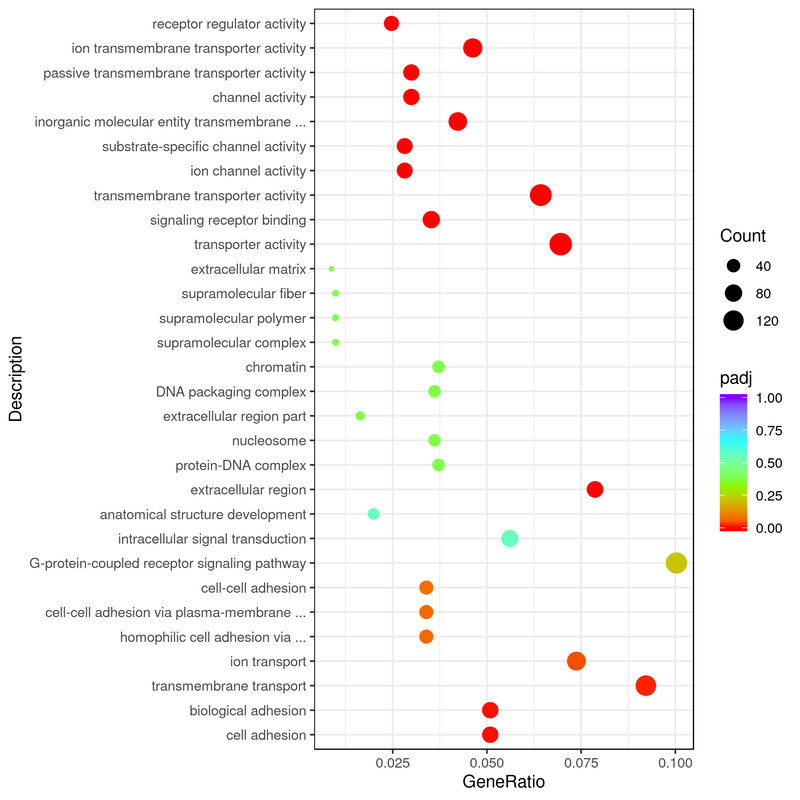 receptor regulator activity
ion transmembrane transporter activity
passive transmembrane transporter activity
channel activity
inorganic molecular entity transmembrane ...
substrate-specific channel activity
ion channel activity
transmembrane transporter activity
signaling receptor binding
transporter activity
extracellular matrix
supramolecular fiber
supramolecular polymer
supramolecular complex
chromatin
DNA packaging complex
extracellular region part
nucleosome
protein-DNA complex
extracellular region
anatomical structure development
intracellular signal transduction
G-protein-coupled receptor signaling pathway
cell-cell adhesion
cell-cell adhesion via plasma-membrane ...
homophilic cell adhesion via ...
ion transport
transmembrane transport
biological adhesion
cell adhesion
Description
0.025 0.050 0.075 0.100
GeneRatio
Count
40
80
120
padj
1.00
0.75
0.50
0.25
0.00